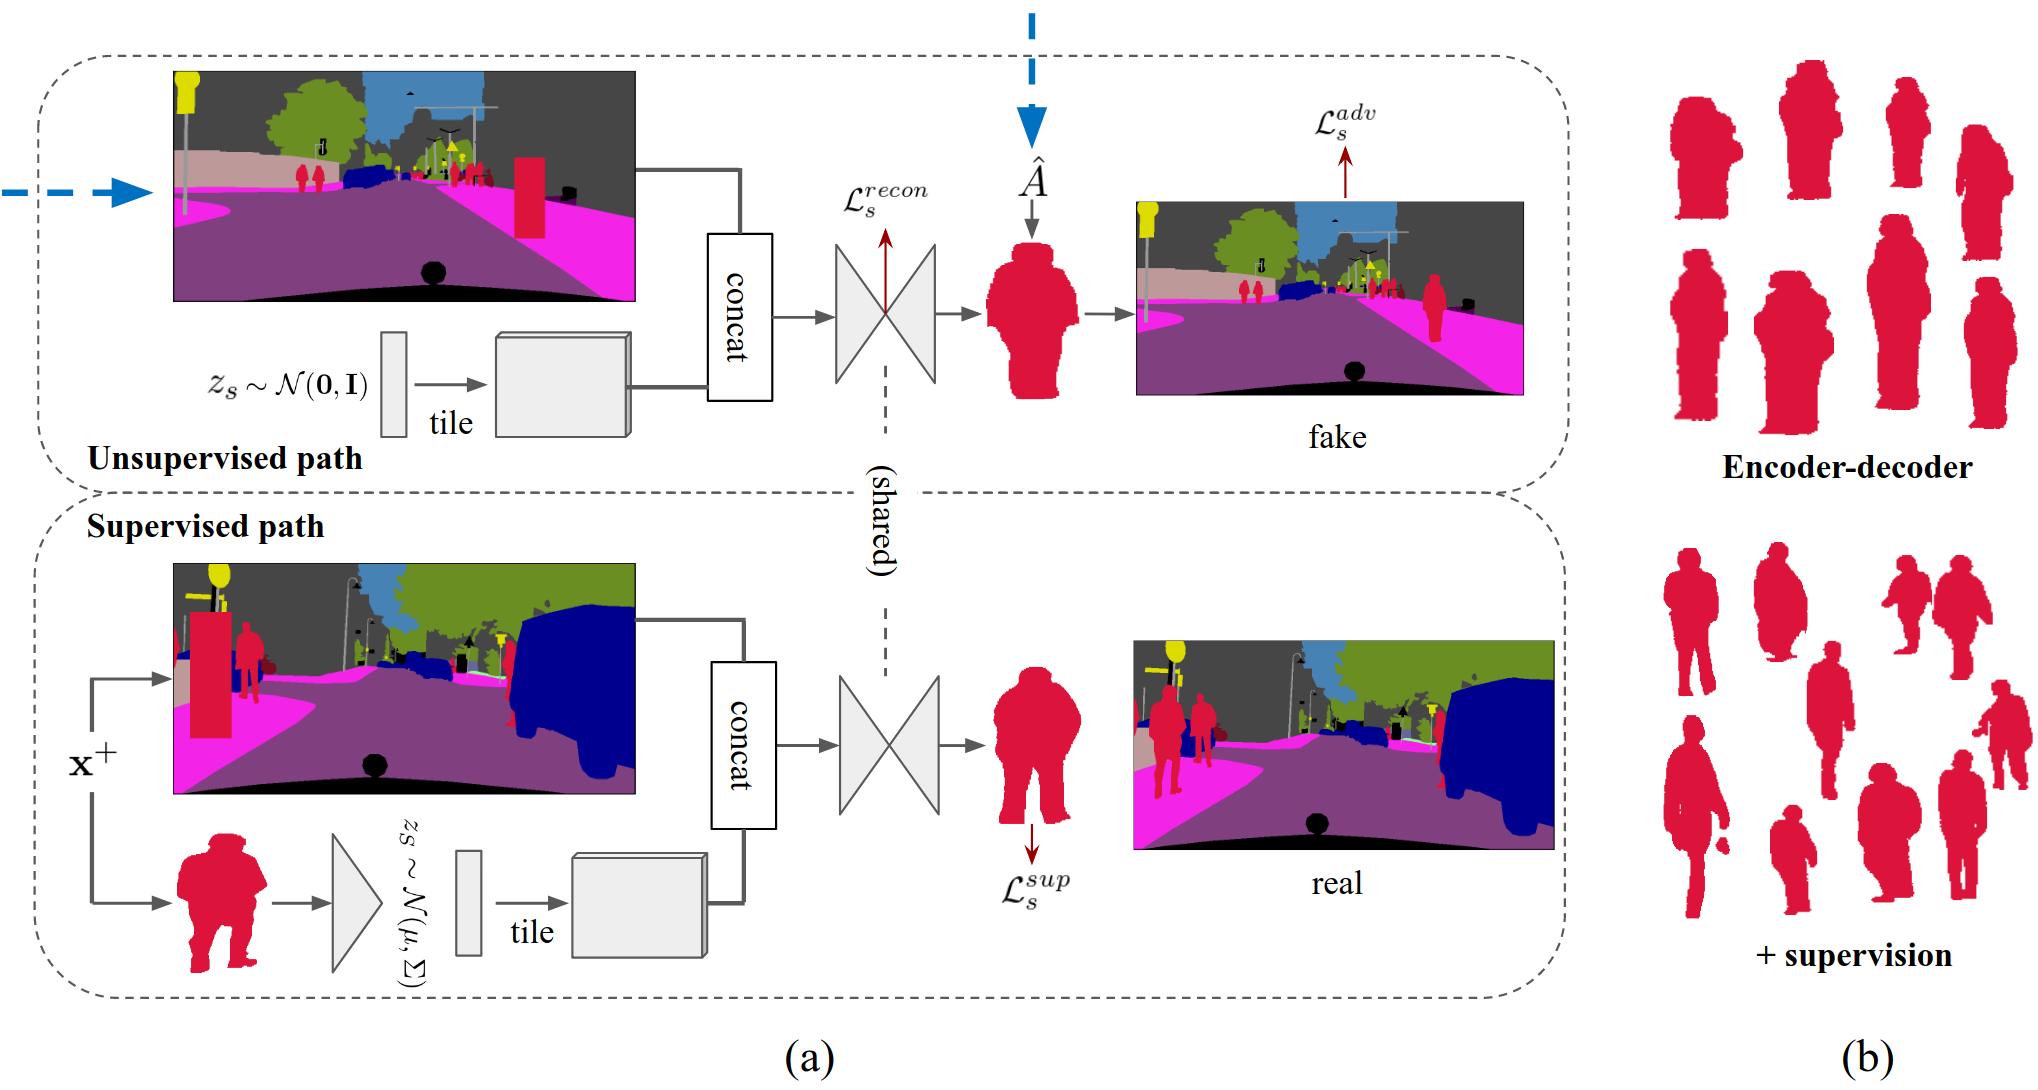 $\mathcal{L}_s^{adv}$
$\mathcal{L}_s^{recon}$
$\hat{A}$
concat
$z_s \sim \mathcal{N}(\mathbf{0}, \mathbf{I})$
tile
fake
Unsupervised path
(shared)
Supervised path
concat
$\mathbf{x}^+$
$z_s \sim \mathcal{N}(\mu, \Sigma)$
tile
$\mathcal{L}_s^{sup}$
real
(a)
Encoder-decoder
+ supervision
(b)